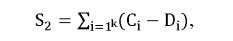 S₂ = ∑ᵢ₌₁ᵏ(Cᵢ − Dᵢ),